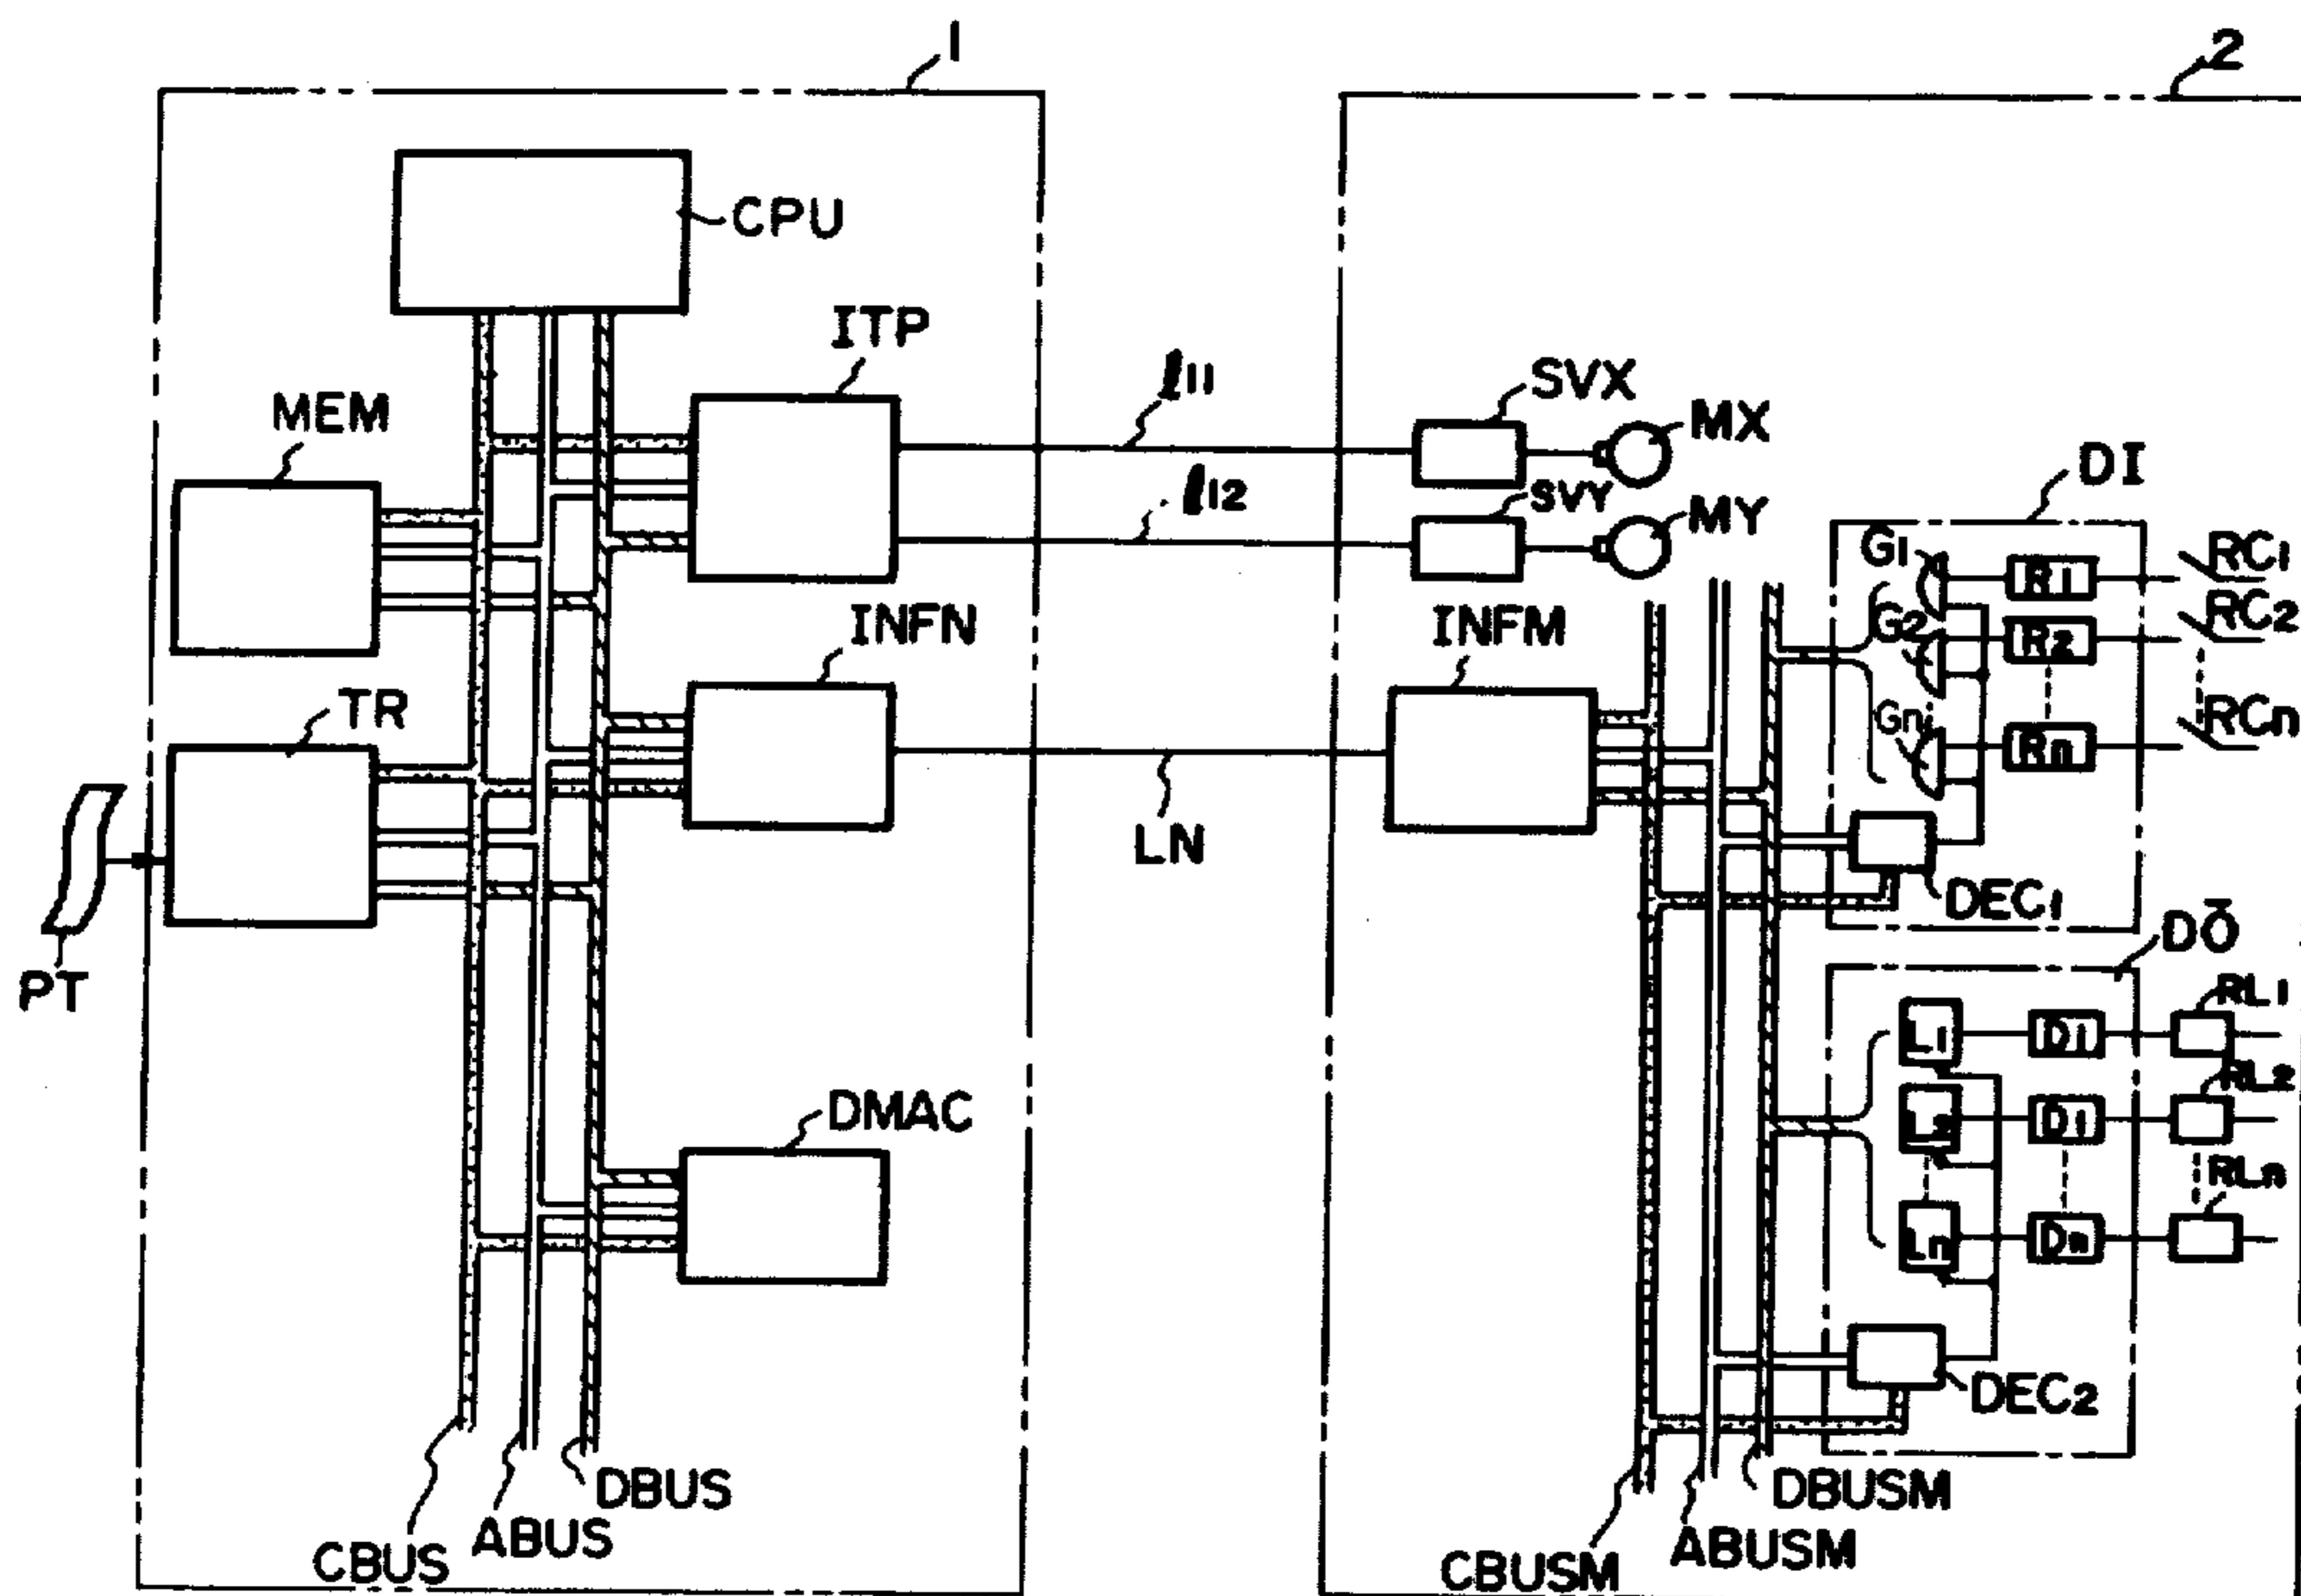 1
2
CPU
ITP
MEM
l11
SVX
MX
l12
SVY
MY
DI
G1
R1
RC1
G2
R2
RC2
INFN
INFM
Gni
Rn
RCn
TR
LN
PT
DEC1
DŌ
RL1
L1
D1
RL2
L2
D1
DMAC
RLn
Ln
Dn
DEC2
DBUS
DBUSM
ABUS
ABUSM
CBUS
CBUSM